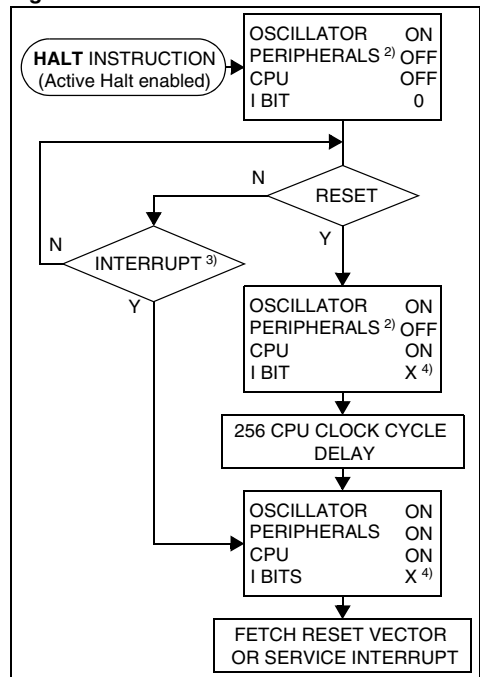 HALT INSTRUCTION
(Active Halt enabled)
OSCILLATOR ON
PERIPHERALS 2) OFF
CPU OFF
I BIT 0
N
RESET
Y
N
INTERRUPT 3)
Y
OSCILLATOR ON
PERIPHERALS 2) OFF
CPU ON
I BIT X 4)
256 CPU CLOCK CYCLE
DELAY
OSCILLATOR ON
PERIPHERALS ON
CPU ON
I BITS X 4)
FETCH RESET VECTOR
OR SERVICE INTERRUPT